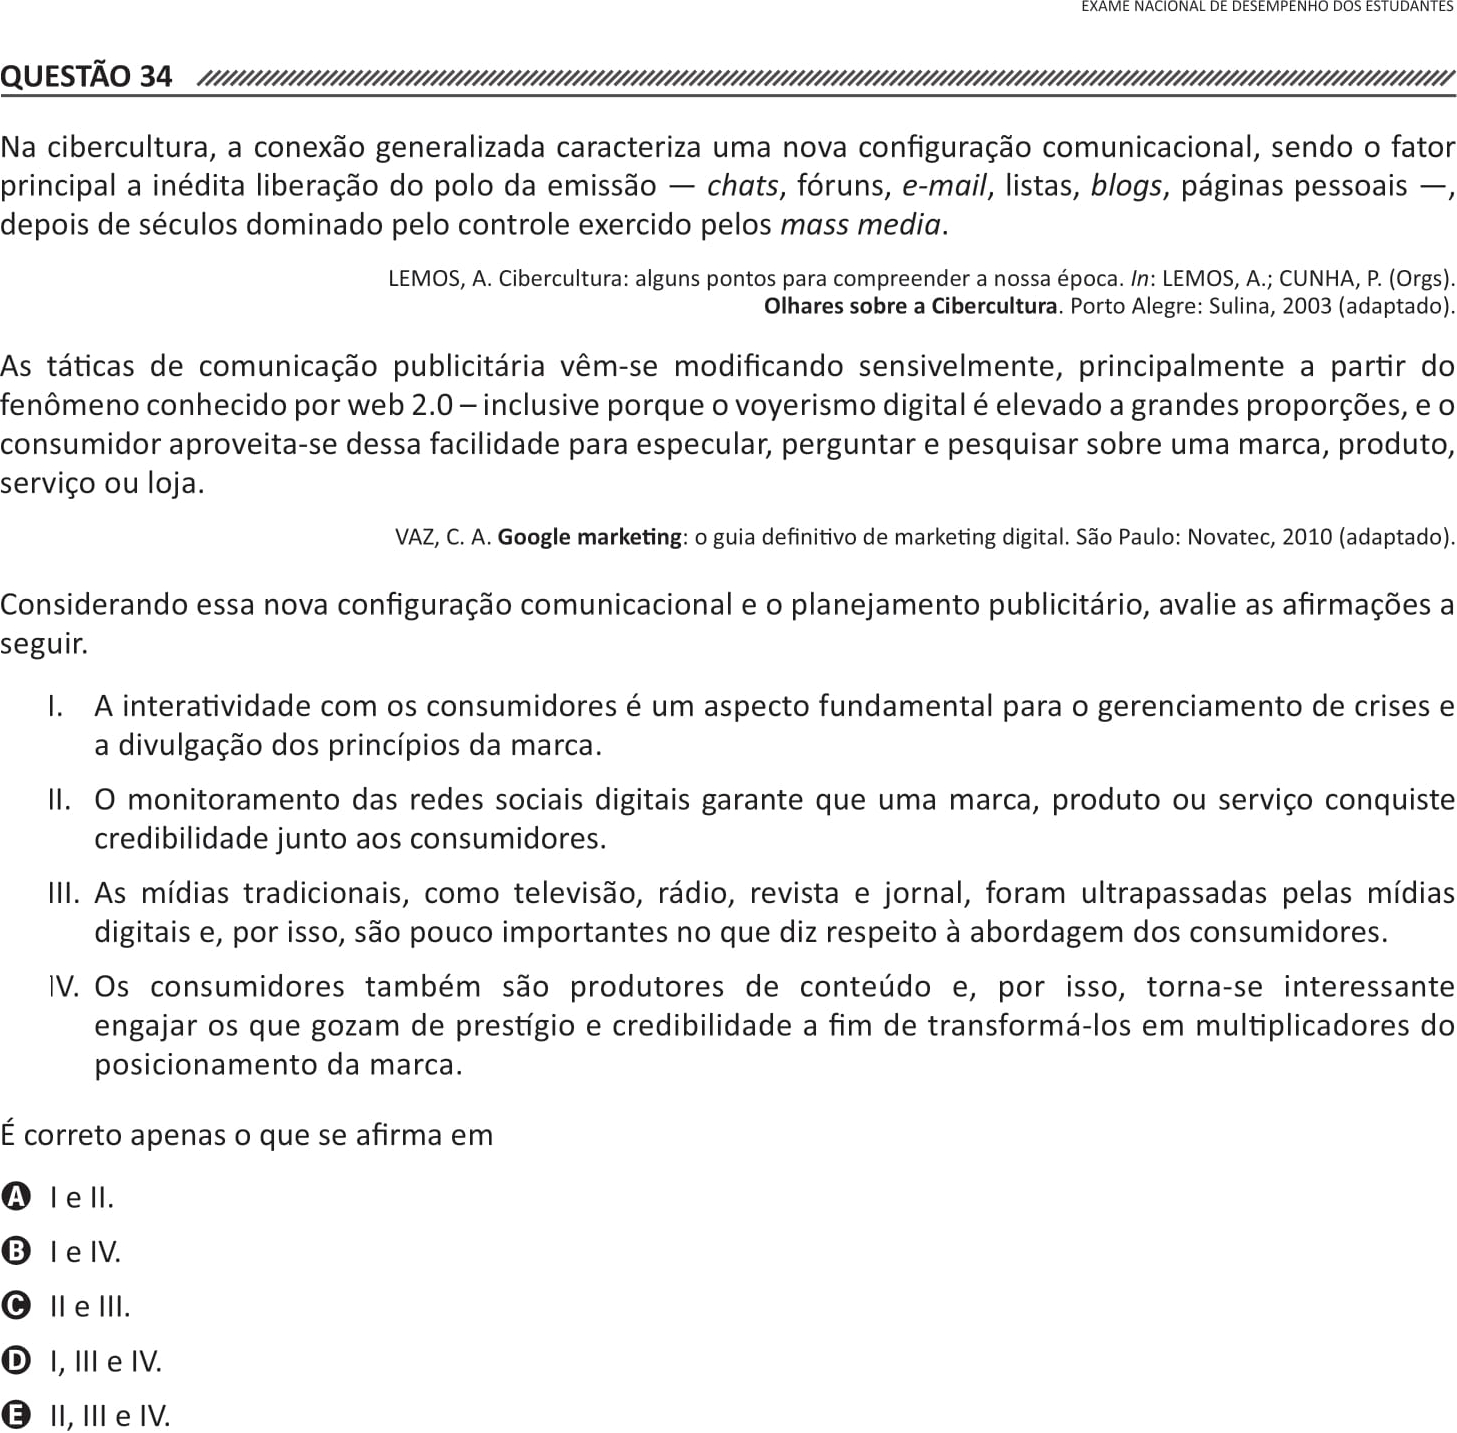 EXAME NACIONAL DE DESEMPENHO DOS ESTUDANTES
QUESTÃO 34
Na cibercultura, a conexão generalizada caracteriza uma nova configuração comunicacional, sendo o fator
principal a inédita liberação do polo da emissão — chats, fóruns, e-mail, listas, blogs, páginas pessoais —,
depois de séculos dominado pelo controle exercido pelos mass media.
LEMOS, A. Cibercultura: alguns pontos para compreender a nossa época. In: LEMOS, A.; CUNHA, P. (Orgs).
Olhares sobre a Cibercultura. Porto Alegre: Sulina, 2003 (adaptado).
As táticas de comunicação publicitária vêm-se modificando sensivelmente, principalmente a partir do
fenômeno conhecido por web 2.0 – inclusive porque o voyerismo digital é elevado a grandes proporções, e o
consumidor aproveita-se dessa facilidade para especular, perguntar e pesquisar sobre uma marca, produto,
serviço ou loja.
VAZ, C. A. Google marketing: o guia definitivo de marketing digital. São Paulo: Novatec, 2010 (adaptado).
Considerando essa nova configuração comunicacional e o planejamento publicitário, avalie as afirmações a
seguir.
I. A interatividade com os consumidores é um aspecto fundamental para o gerenciamento de crises e
a divulgação dos princípios da marca.
II. O monitoramento das redes sociais digitais garante que uma marca, produto ou serviço conquiste
credibilidade junto aos consumidores.
III. As mídias tradicionais, como televisão, rádio, revista e jornal, foram ultrapassadas pelas mídias
digitais e, por isso, são pouco importantes no que diz respeito à abordagem dos consumidores.
IV. Os consumidores também são produtores de conteúdo e, por isso, torna-se interessante
engajar os que gozam de prestígio e credibilidade a fim de transformá-los em multiplicadores do
posicionamento da marca.
É correto apenas o que se afirma em
A I e II.
B I e IV.
C II e III.
D I, III e IV.
E II, III e IV.